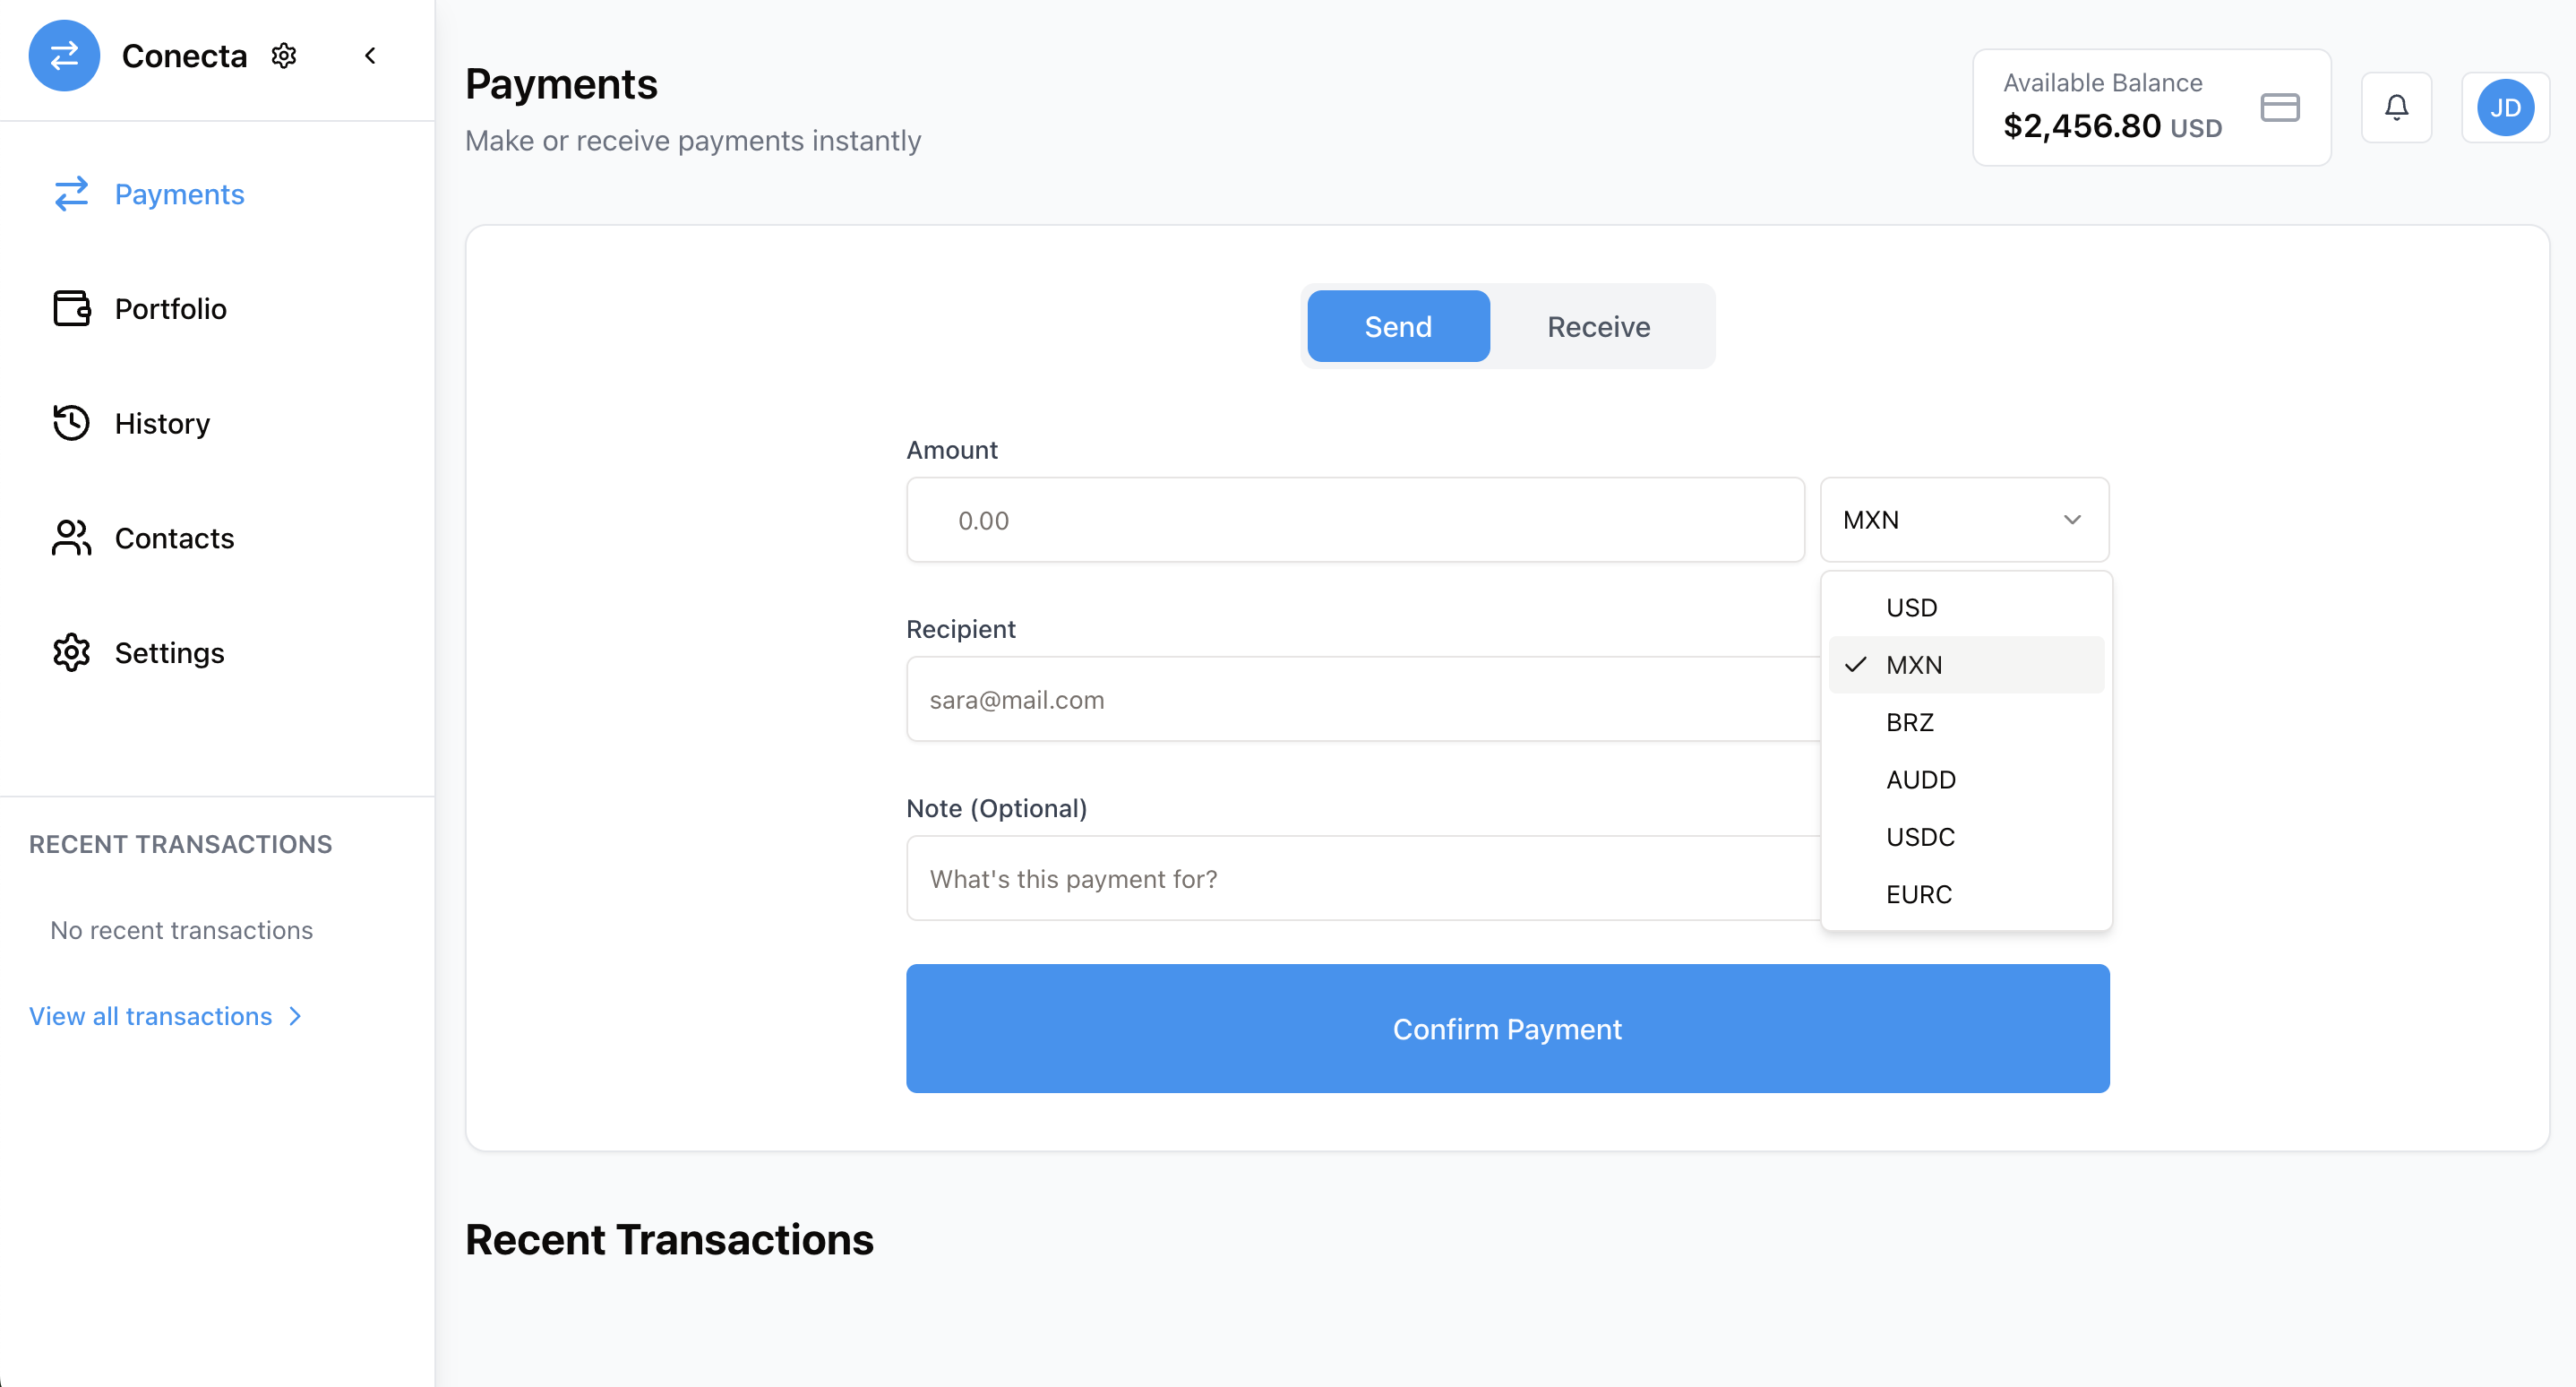 Conecta
Payments
Portfolio
History
Contacts
Settings
RECENT TRANSACTIONS
No recent transactions
View all transactions
Payments
Make or receive payments instantly
Available Balance
$2,456.80 USD
JD
Send
Receive
Amount
0.00
MXN
USD
MXN
BRZ
AUDD
USDC
EURC
Recipient
sara@mail.com
Note (Optional)
What's this payment for?
Confirm Payment
Recent Transactions